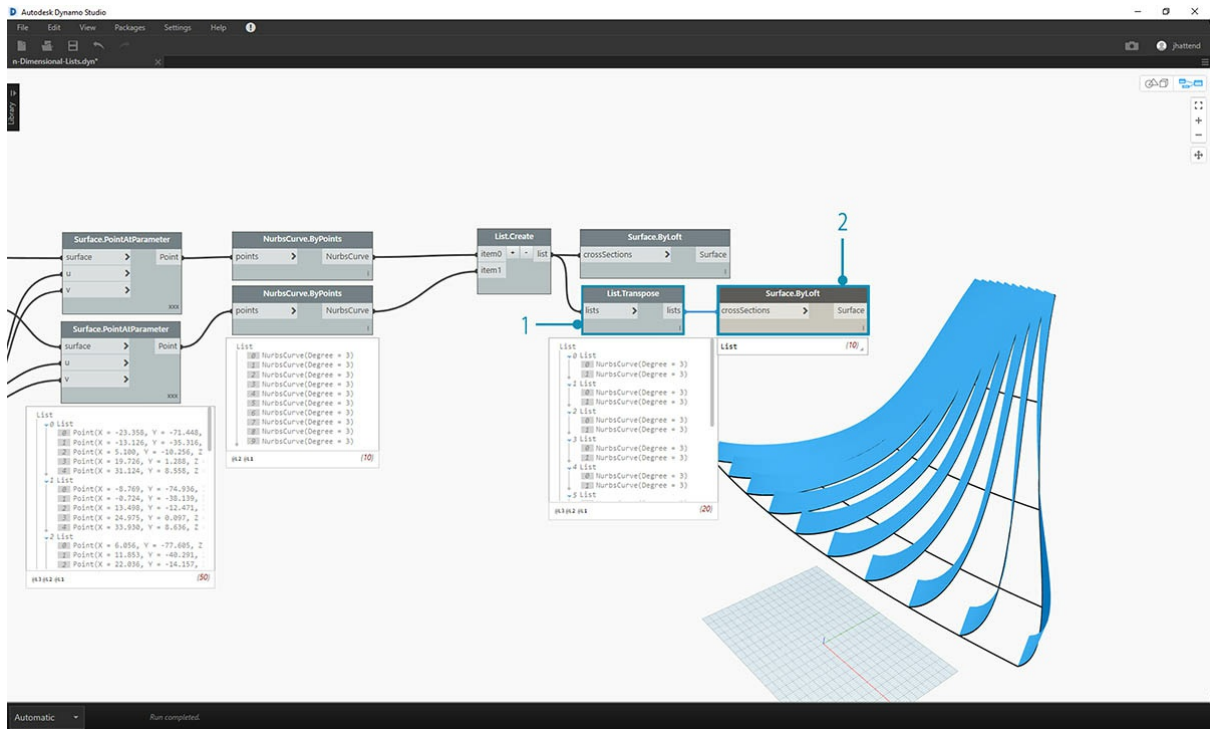 Autodesk Dynamo Studio
File Edit View Packages Settings Help
jhattend
n-Dimensional-Lists.dyn*
Library
Surface.PointAtParameter
surface > Point
u >
v >
xxx
Surface.PointAtParameter
surface > Point
u >
v >
xxx
List
0 List
0 Point(X = -23.358, Y = -71.448,
1 Point(X = -13.126, Y = -35.316,
2 Point(X = 5.100, Y = -10.256, Z
3 Point(X = 19.726, Y = 1.288, Z
4 Point(X = 31.124, Y = 8.558, Z
1 List
0 Point(X = -8.769, Y = -74.936,
1 Point(X = -0.724, Y = -38.139,
2 Point(X = 13.490, Y = -12.471,
3 Point(X = 24.975, Y = 0.097, Z
4 Point(X = 33.930, Y = 8.636, Z
2 List
0 Point(X = 6.056, Y = -77.605, Z
1 Point(X = 11.853, Y = -40.291,
2 Point(X = 22.036, Y = -14.157,
@L3 @L2 @L1 {50}
NurbsCurve.ByPoints
points > NurbsCurve
NurbsCurve.ByPoints
points > NurbsCurve
List
0 NurbsCurve(Degree = 3)
1 NurbsCurve(Degree = 3)
2 NurbsCurve(Degree = 3)
3 NurbsCurve(Degree = 3)
4 NurbsCurve(Degree = 3)
5 NurbsCurve(Degree = 3)
6 NurbsCurve(Degree = 3)
7 NurbsCurve(Degree = 3)
8 NurbsCurve(Degree = 3)
9 NurbsCurve(Degree = 3)
@L2 @L1 {10}
List.Create
item0 + - list
item1
Surface.ByLoft
crossSections > Surface
1
List.Transpose
lists > lists
List
0 List
0 NurbsCurve(Degree = 3)
1 NurbsCurve(Degree = 3)
1 List
0 NurbsCurve(Degree = 3)
1 NurbsCurve(Degree = 3)
2 List
0 NurbsCurve(Degree = 3)
1 NurbsCurve(Degree = 3)
3 List
0 NurbsCurve(Degree = 3)
1 NurbsCurve(Degree = 3)
4 List
0 NurbsCurve(Degree = 3)
1 NurbsCurve(Degree = 3)
5 List
@L3 @L2 @L1 {20}
2
Surface.ByLoft
crossSections > Surface
List {10}
Automatic
Run completed.